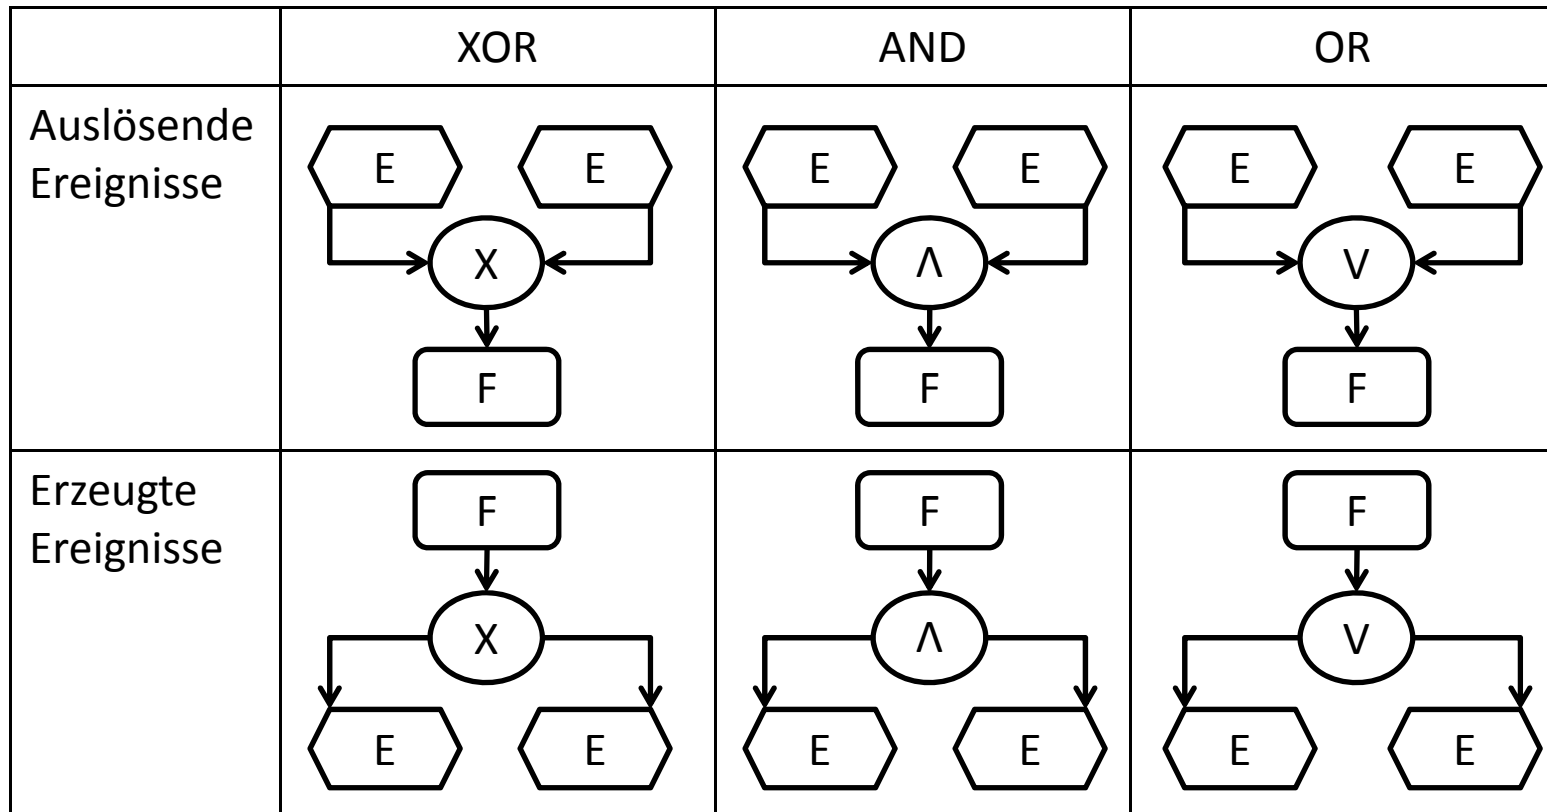 XOR AND OR
Auslösende
Ereignisse
E E E E E E
X Λ V
F F F
Erzeugte
Ereignisse
F F F
X Λ V
E E E E E E